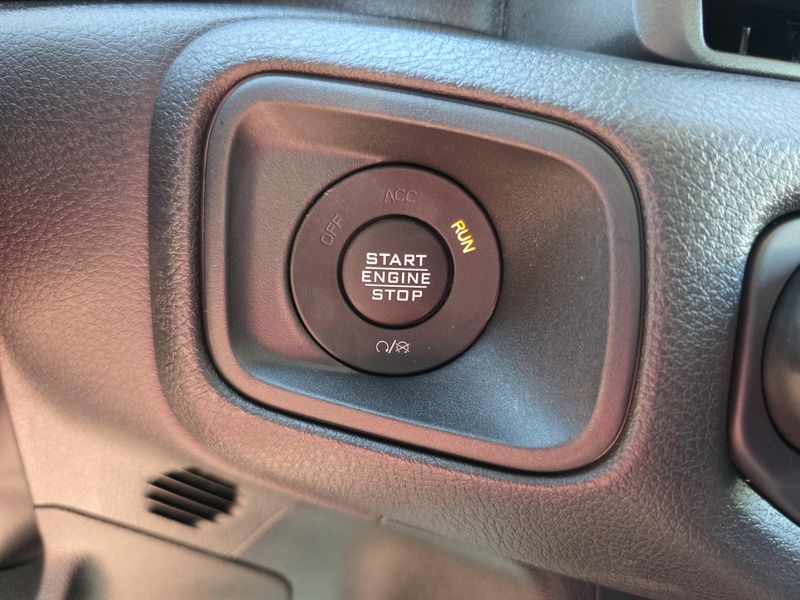 ACC
OFF
RUN
START
ENGINE
STOP